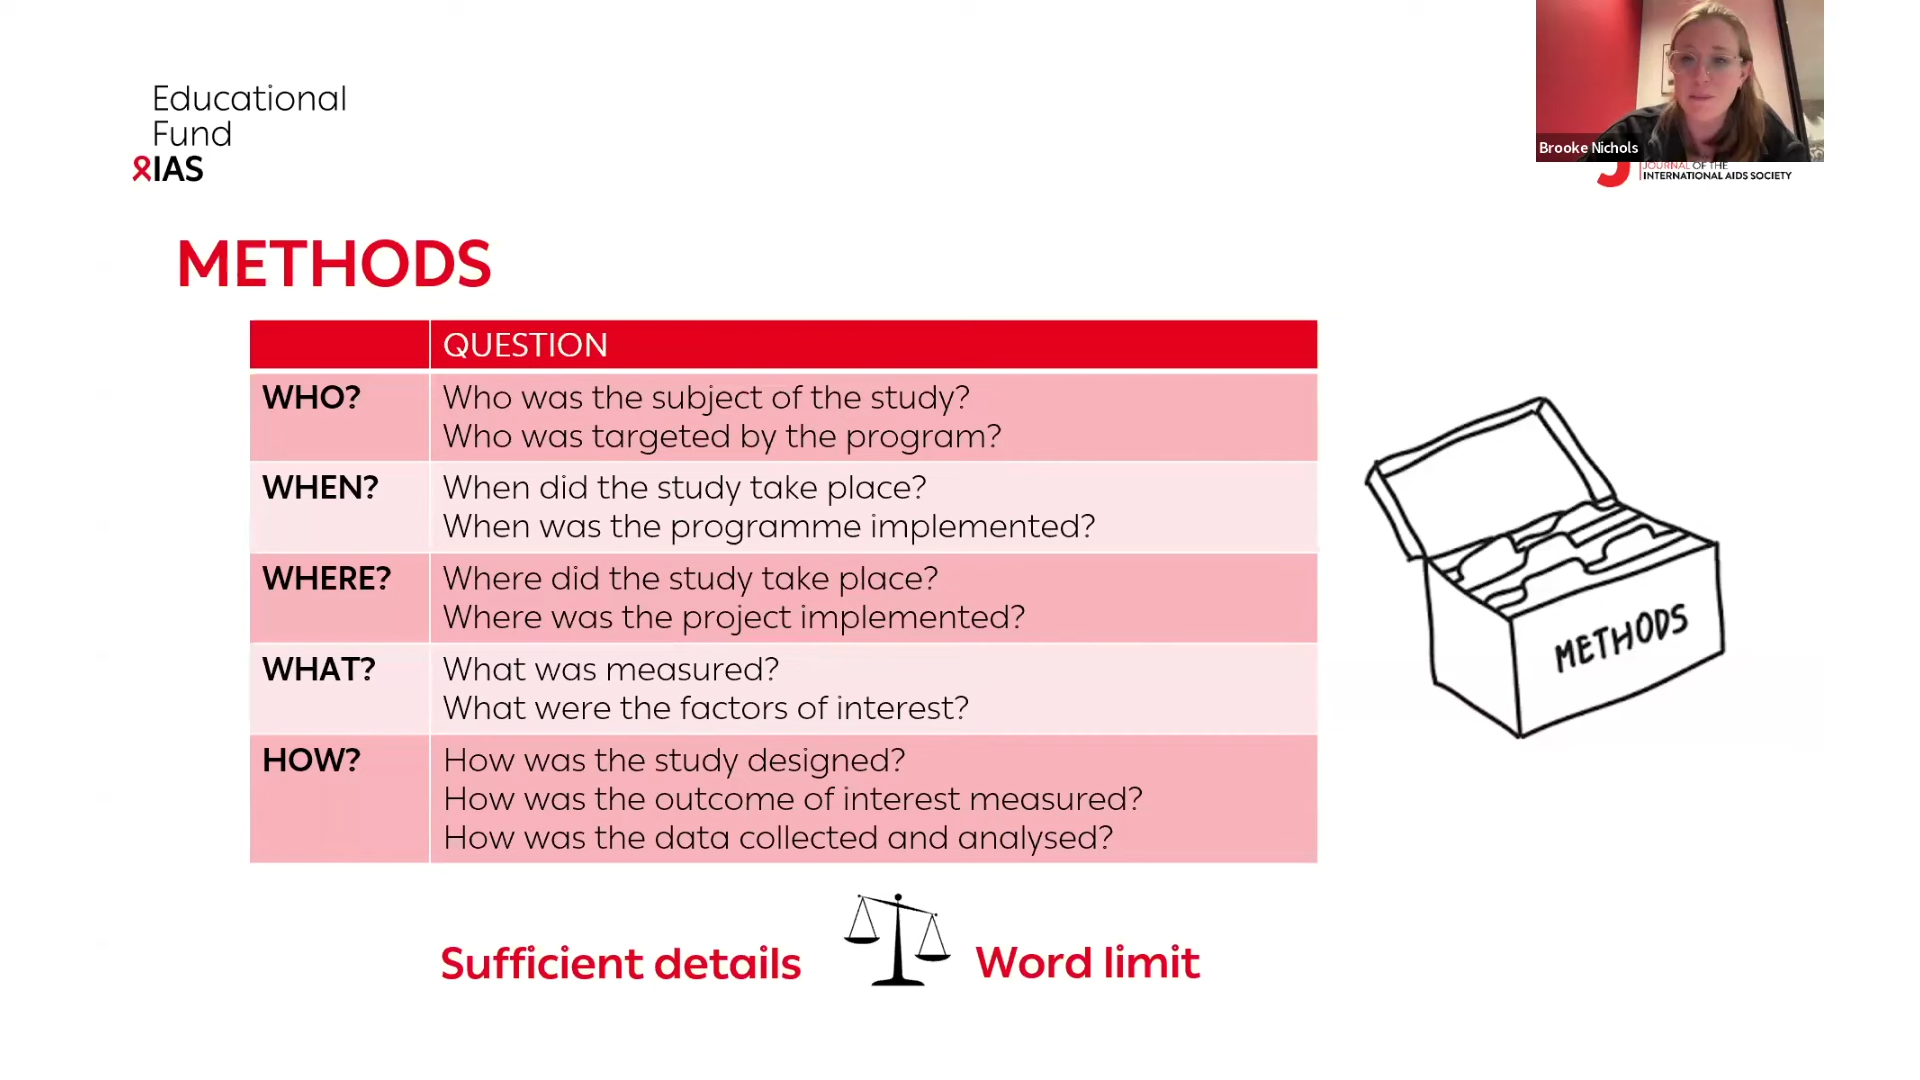 Educational
Fund
IAS
Brooke Nichols
JOURNAL OF THE
INTERNATIONAL AIDS SOCIETY
METHODS
QUESTION
WHO?
Who was the subject of the study?
Who was targeted by the program?
WHEN?
When did the study take place?
When was the programme implemented?
WHERE?
Where did the study take place?
Where was the project implemented?
WHAT?
What was measured?
What were the factors of interest?
HOW?
How was the study designed?
How was the outcome of interest measured?
How was the data collected and analysed?
METHODS
Sufficient details
Word limit